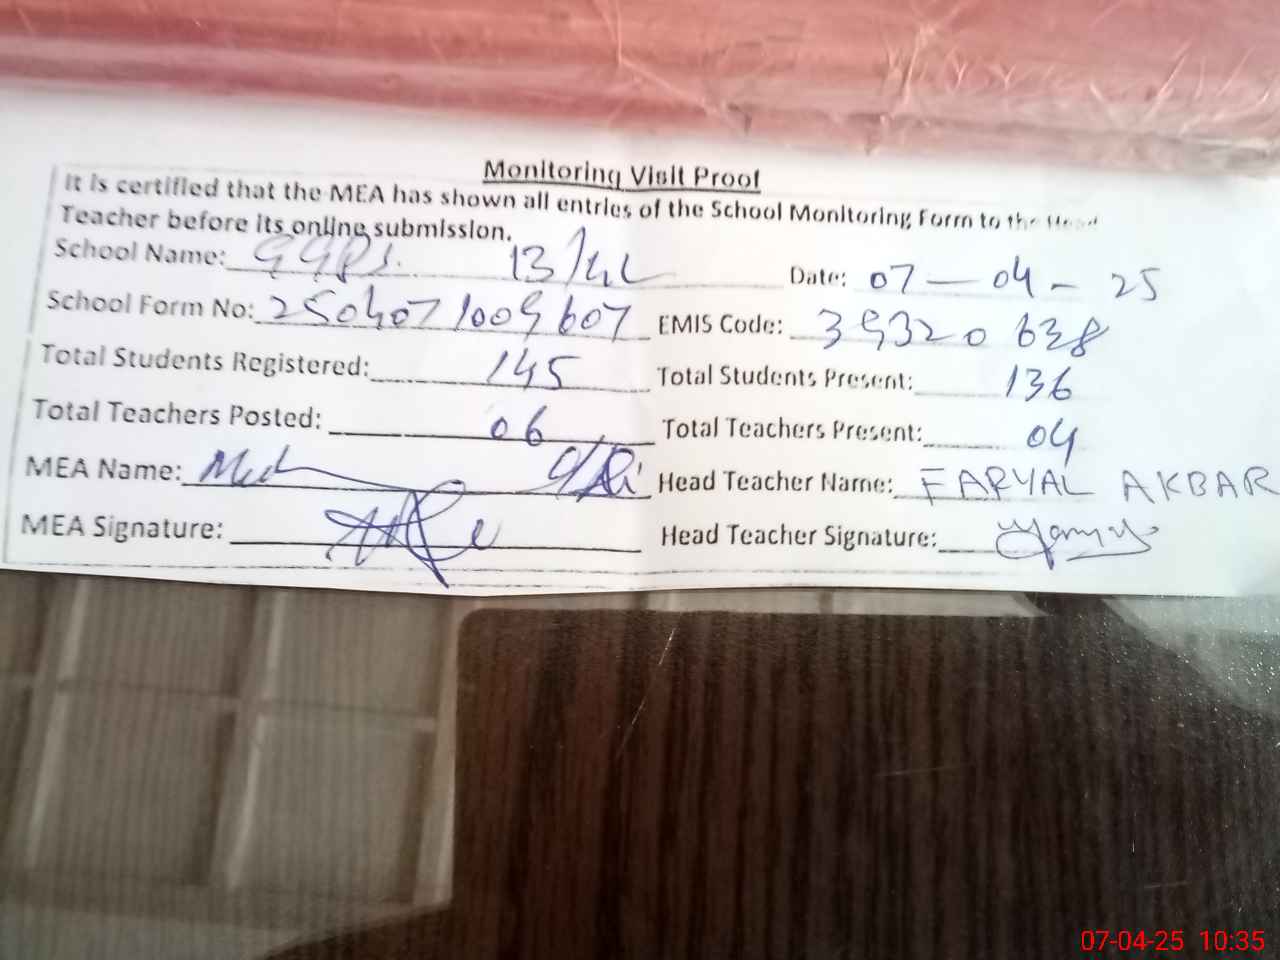 Monitoring Visit Proof
It is certified that the MEA has shown all entries of the School Monitoring Form to the Head
Teacher before its online submission.
School Name: GGPS. 13/4L Date: 07-04-25
School Form No: 2504071009607 EMIS Code: 39320638
Total Students Registered: 145 Total Students Present: 136
Total Teachers Posted: 06 Total Teachers Present: 04
MEA Name: Head Teacher Name: FARYAL AKBAR
MEA Signature: Head Teacher Signature:
07-04-25 10:35